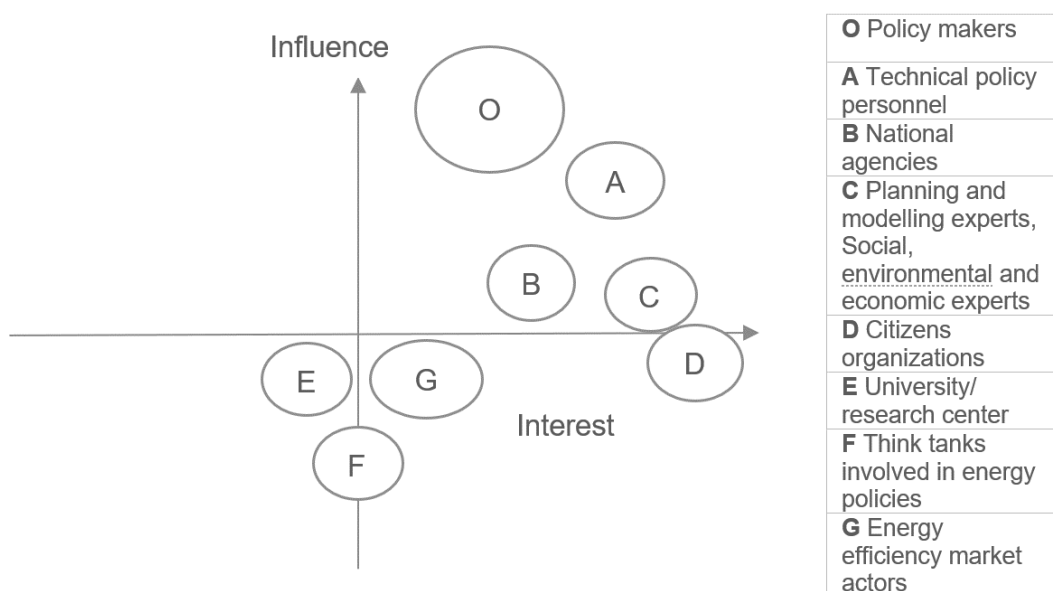 Influence
O
A
B
C
D
E
G
F
Interest
O Policy makers
A Technical policy
personnel
B National
agencies
C Planning and
modelling experts,
Social,
environmental and
economic experts
D Citizens
organizations
E University/
research center
F Think tanks
involved in energy
policies
G Energy
efficiency market
actors